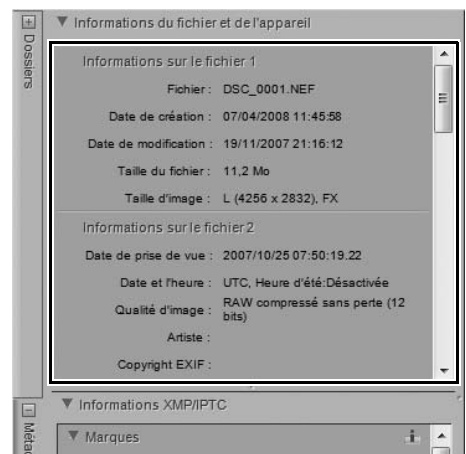 Dossiers
Informations du fichier et de l'appareil
Informations sur le fichier 1
Fichier : DSC_0001.NEF
Date de création : 07/04/2008 11:45:58
Date de modification : 19/11/2007 21:16:12
Taille du fichier : 11,2 Mo
Taille d'image : L (4256 x 2832), FX
Informations sur le fichier 2
Date de prise de vue : 2007/10/25 07:50:19.22
Date et l'heure : UTC, Heure d'été:Désactivée
Qualité d'image : RAW compressé sans perte (12
bits)
Artiste :
Copyright EXIF :
Informations XMP/IPTC
Métac
Marques